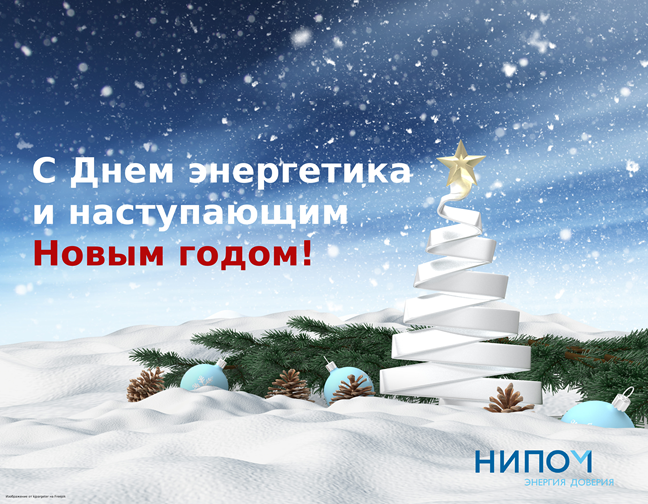 С Днем энергетика
и наступающим
Новым годом!
НИПОМ
ЭНЕРГИЯ ДОВЕРИЯ